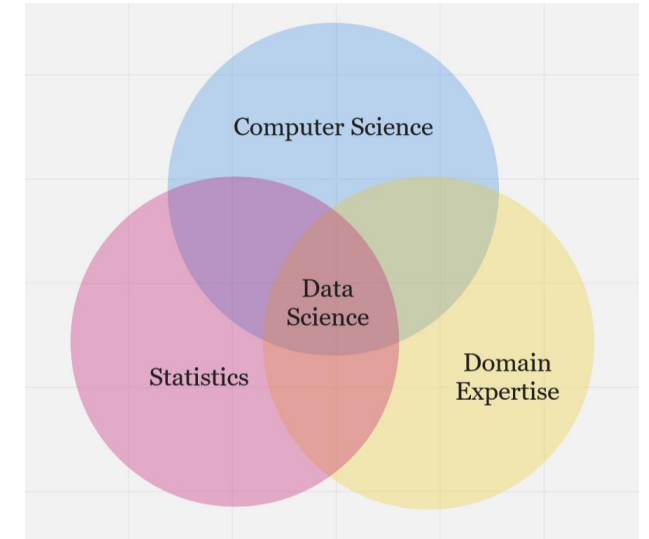 Computer Science
Data
Science
Statistics
Domain
Expertise